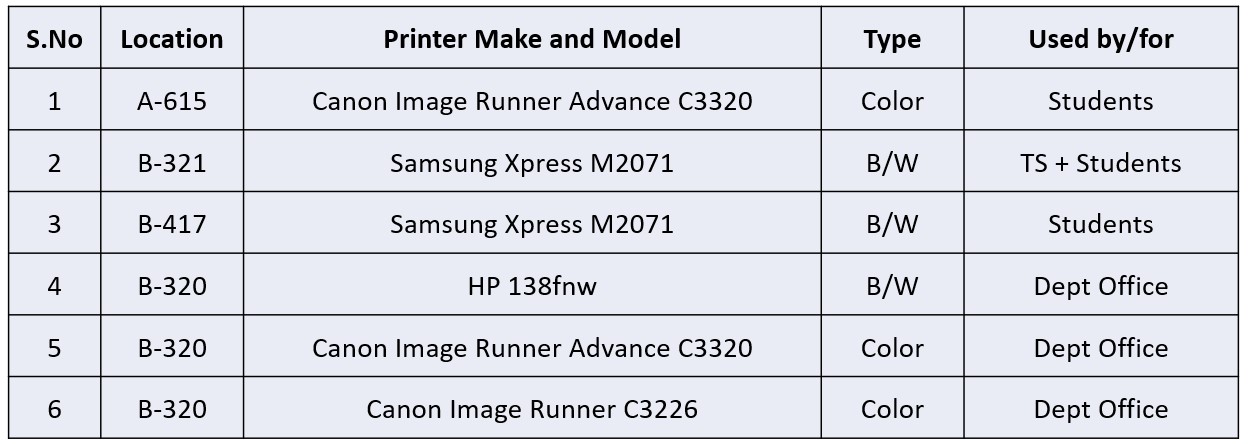 S.No Location Printer Make and Model Type Used by/for
1 A-615 Canon Image Runner Advance C3320 Color Students
2 B-321 Samsung Xpress M2071 B/W TS + Students
3 B-417 Samsung Xpress M2071 B/W Students
4 B-320 HP 138fnw B/W Dept Office
5 B-320 Canon Image Runner Advance C3320 Color Dept Office
6 B-320 Canon Image Runner C3226 Color Dept Office